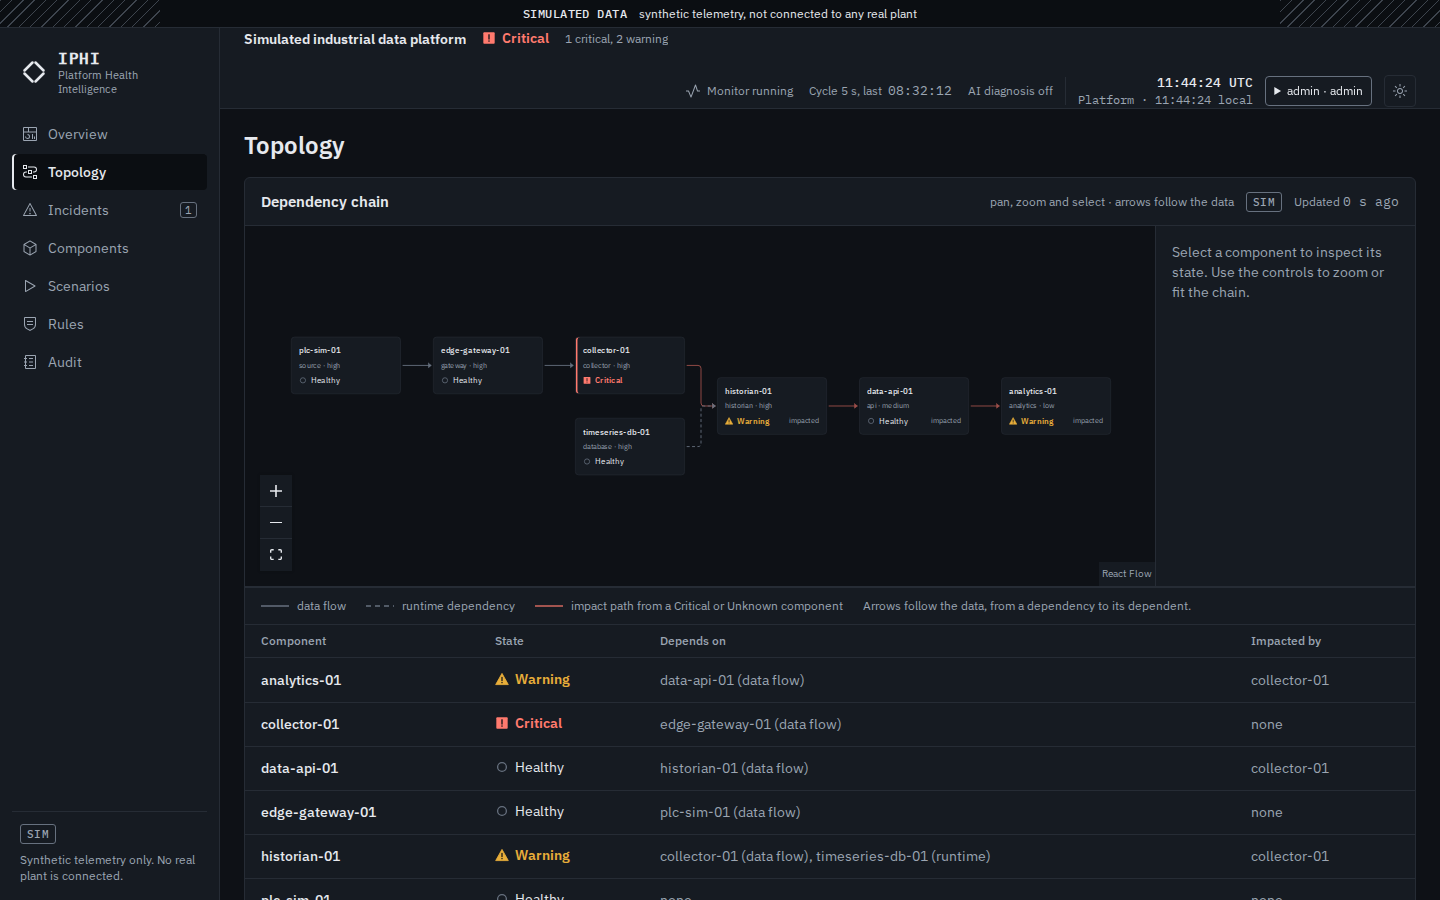 SIMULATED DATA synthetic telemetry, not connected to any real plant
IPHI
Platform Health
Intelligence
Overview
Topology
Incidents 1
Components
Scenarios
Rules
Audit
SIM
Synthetic telemetry only. No real
plant is connected.
Simulated industrial data platform Critical 1 critical, 2 warning
Monitor running Cycle 5 s, last 08:32:12 AI diagnosis off
11:44:24 UTC
Platform · 11:44:24 local
admin · admin
Topology
Dependency chain pan, zoom and select · arrows follow the data SIM Updated 0 s ago
plc-sim-01
source · high
Healthy
edge-gateway-01
gateway · high
Healthy
collector-01
collector · high
Critical
timeseries-db-01
database · high
Healthy
historian-01
historian · high
Warning impacted
data-api-01
api · medium
Healthy impacted
analytics-01
analytics · low
Warning impacted
React Flow
Select a component to inspect its
state. Use the controls to zoom or
fit the chain.
data flow runtime dependency impact path from a Critical or Unknown component Arrows follow the data, from a dependency to its dependent.
Component State Depends on Impacted by
analytics-01 Warning data-api-01 (data flow) collector-01
collector-01 Critical edge-gateway-01 (data flow) none
data-api-01 Healthy historian-01 (data flow) collector-01
edge-gateway-01 Healthy plc-sim-01 (data flow) none
historian-01 Warning collector-01 (data flow), timeseries-db-01 (runtime) collector-01
plc-sim-01 Healthy none none